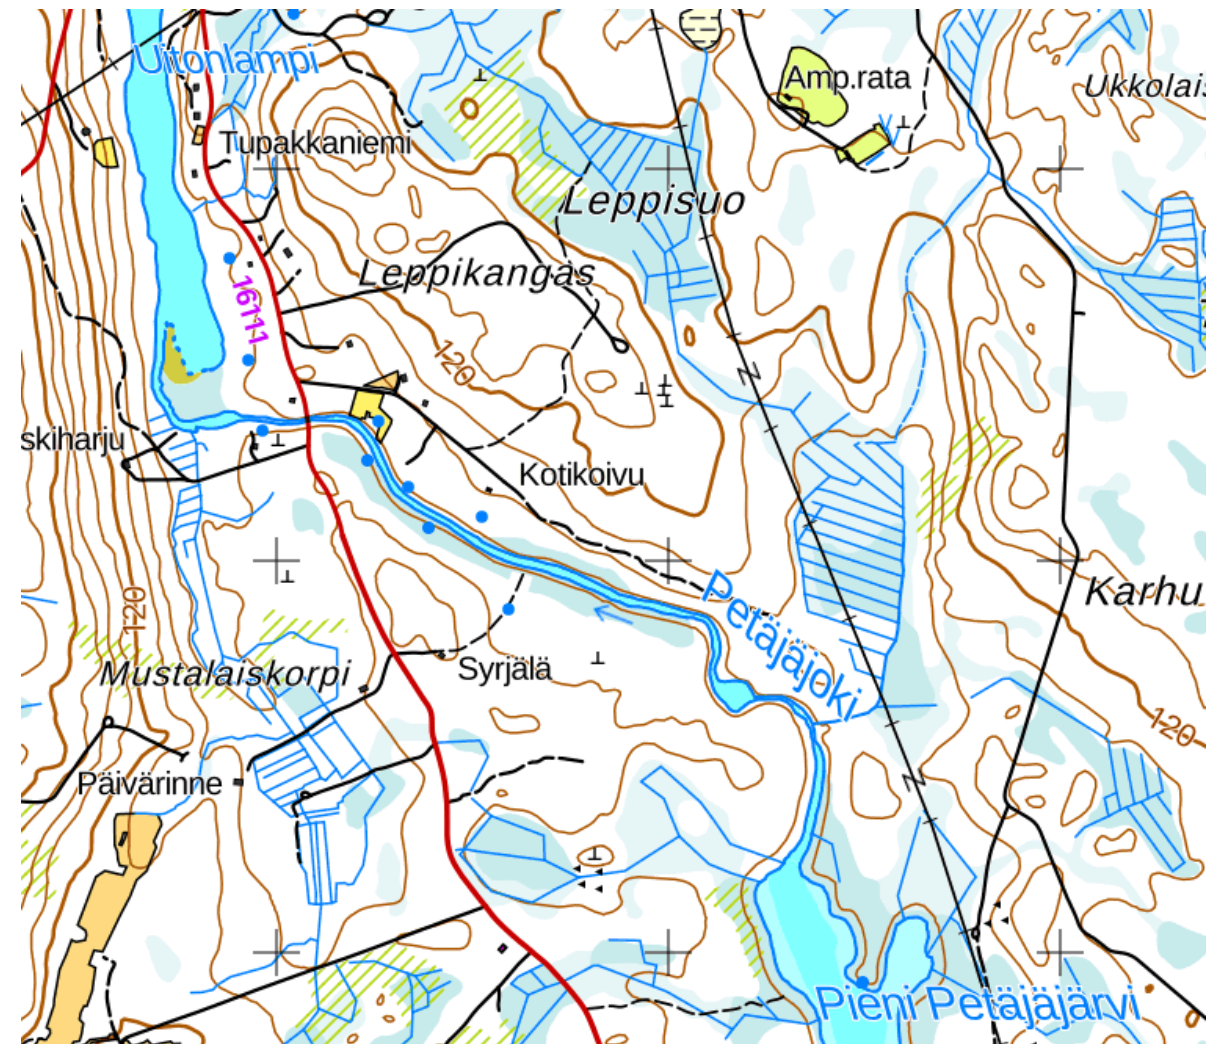 Uitonlampi
Amp.rata
Ukkolais
Tupakkaniemi
Leppisuo
Leppikangas
16111
120
skiharju
Kotikoivu
Petäjäjoki
Karhu
120
Mustalaiskorpi
Syrjälä
120
Päivärinne
Pieni Petäjäjärvi